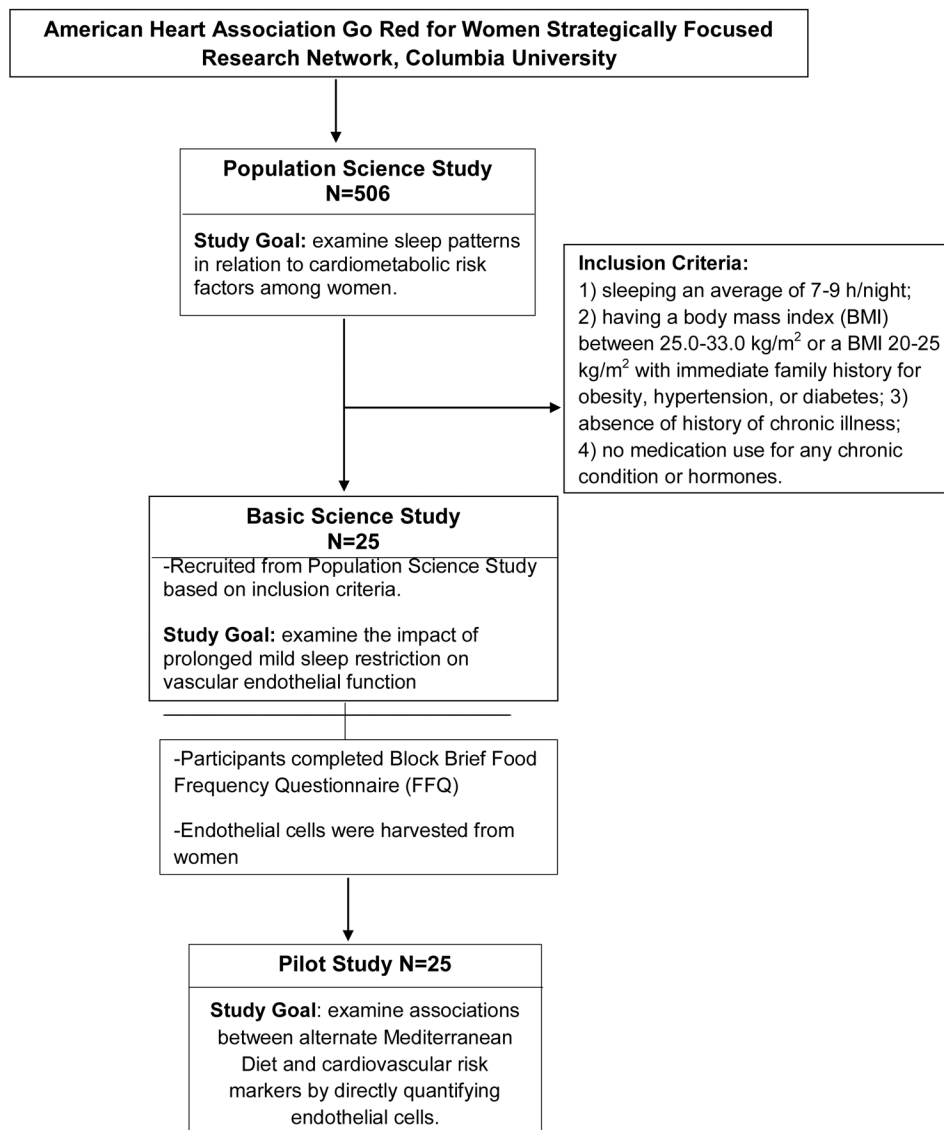 American Heart Association Go Red for Women Strategically Focused
Research Network, Columbia University
Population Science Study
N=506
Study Goal: examine sleep patterns
in relation to cardiometabolic risk
factors among women.
Inclusion Criteria:
1) sleeping an average of 7-9 h/night;
2) having a body mass index (BMI)
between 25.0-33.0 kg/m² or a BMI 20-25
kg/m² with immediate family history for
obesity, hypertension, or diabetes; 3)
absence of history of chronic illness;
4) no medication use for any chronic
condition or hormones.
Basic Science Study
N=25
-Recruited from Population Science Study
based on inclusion criteria.
Study Goal: examine the impact of
prolonged mild sleep restriction on
vascular endothelial function
-Participants completed Block Brief Food
Frequency Questionnaire (FFQ)
-Endothelial cells were harvested from
women
Pilot Study N=25
Study Goal: examine associations
between alternate Mediterranean
Diet and cardiovascular risk
markers by directly quantifying
endothelial cells.